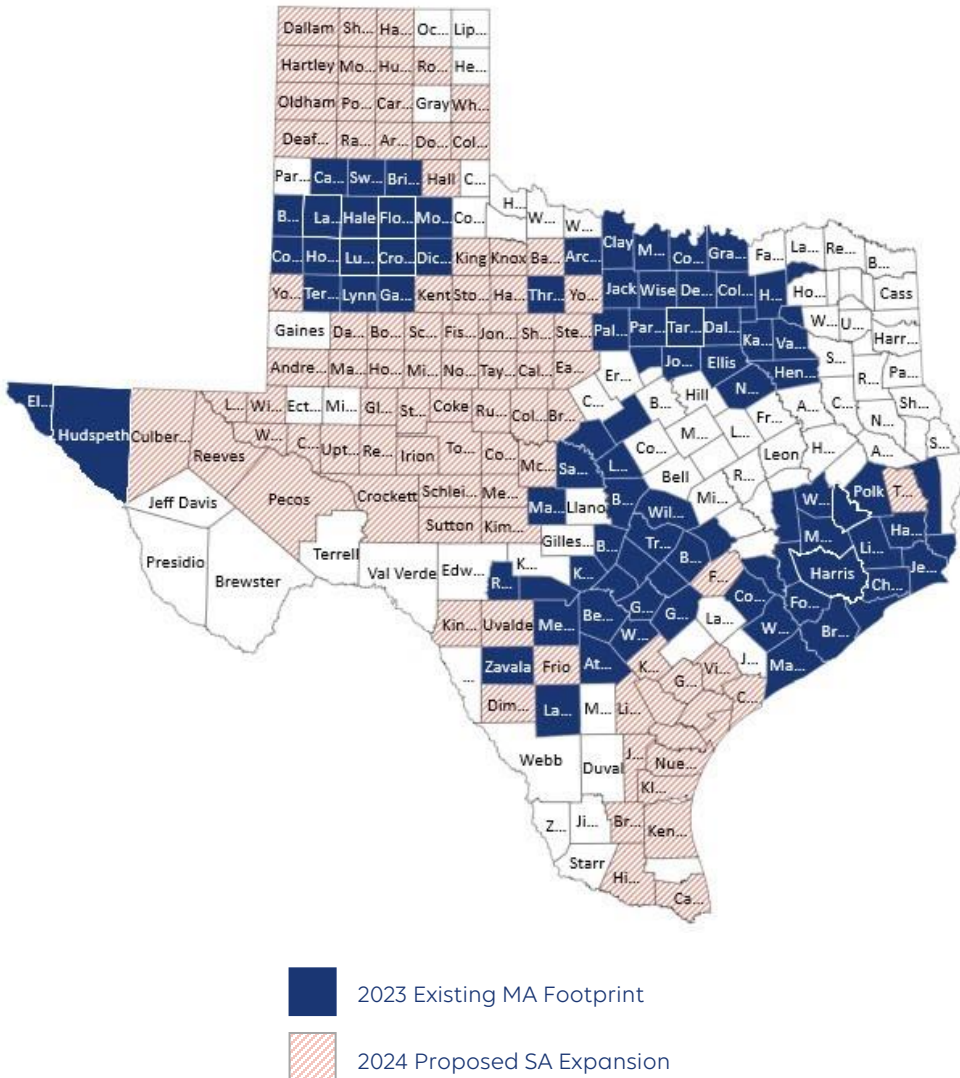 Dallam Sh... Ha... Oc... Lip...
Hartley Mo... Hu... Ro... He...
Oldham Po... Car... Gray Wh...
Deaf... Ra... Ar... Do... Col...
Par... Ca... Sw... Bri... Hall C...
B... La... Hale Flo... Mo... Co... H... W... W...
Co... Ho... Lu... Cro... Dic... King Knox Ba... Arc... Clay M... Co... Gra... Fa... La... Re... B...
Yo... Ter... Lynn Ga... Kent Sto... Ha... Thr... Yo... Jack Wise De... Col... H... Ho... Cass
Gaines Da... Bo... Sc... Fis... Jon... Sh... Ste... Pal... Par... Tar... Dal... Ka... Va... W... U... Harr...
Andre... Ma... Ho... Mi... No... Tay... Cal... Ea... Er... Jo... Ellis Hen... S... R... Pa...
El... Hudspeth Culber... L... Wi... Ect... Mi... Gl... St... Coke Ru... Col... Br... C... B... Hill N... Fr... A... C... N... Sh... S...
Reeves W... C... Upt... Re... Irion To... Co... Mc... Sa... L... Co... M... L... Leon H... A...
Jeff Davis Pecos Crockett Schlei... Me... Ma... Llano B... Bell Mi... R... W... Polk T...
Sutton Kim... Gilles... B... Wil... Tr... B... M... Li... Ha... Je...
Presidio Brewster Terrell Val Verde Edw... K... R... K... F... Harris Ch...
Kin... Uvalde Me... Be... G... G... La... Co... Fo... Br...
... Zavala Frio At... W... K... G... Vi... J... W... Ma...
Dim... La... M... Li... C...
Webb Duval J... Nue...
Kl...
Z... Ji... Br... Ken...
Starr Hi... Ca...
2023 Existing MA Footprint
2024 Proposed SA Expansion